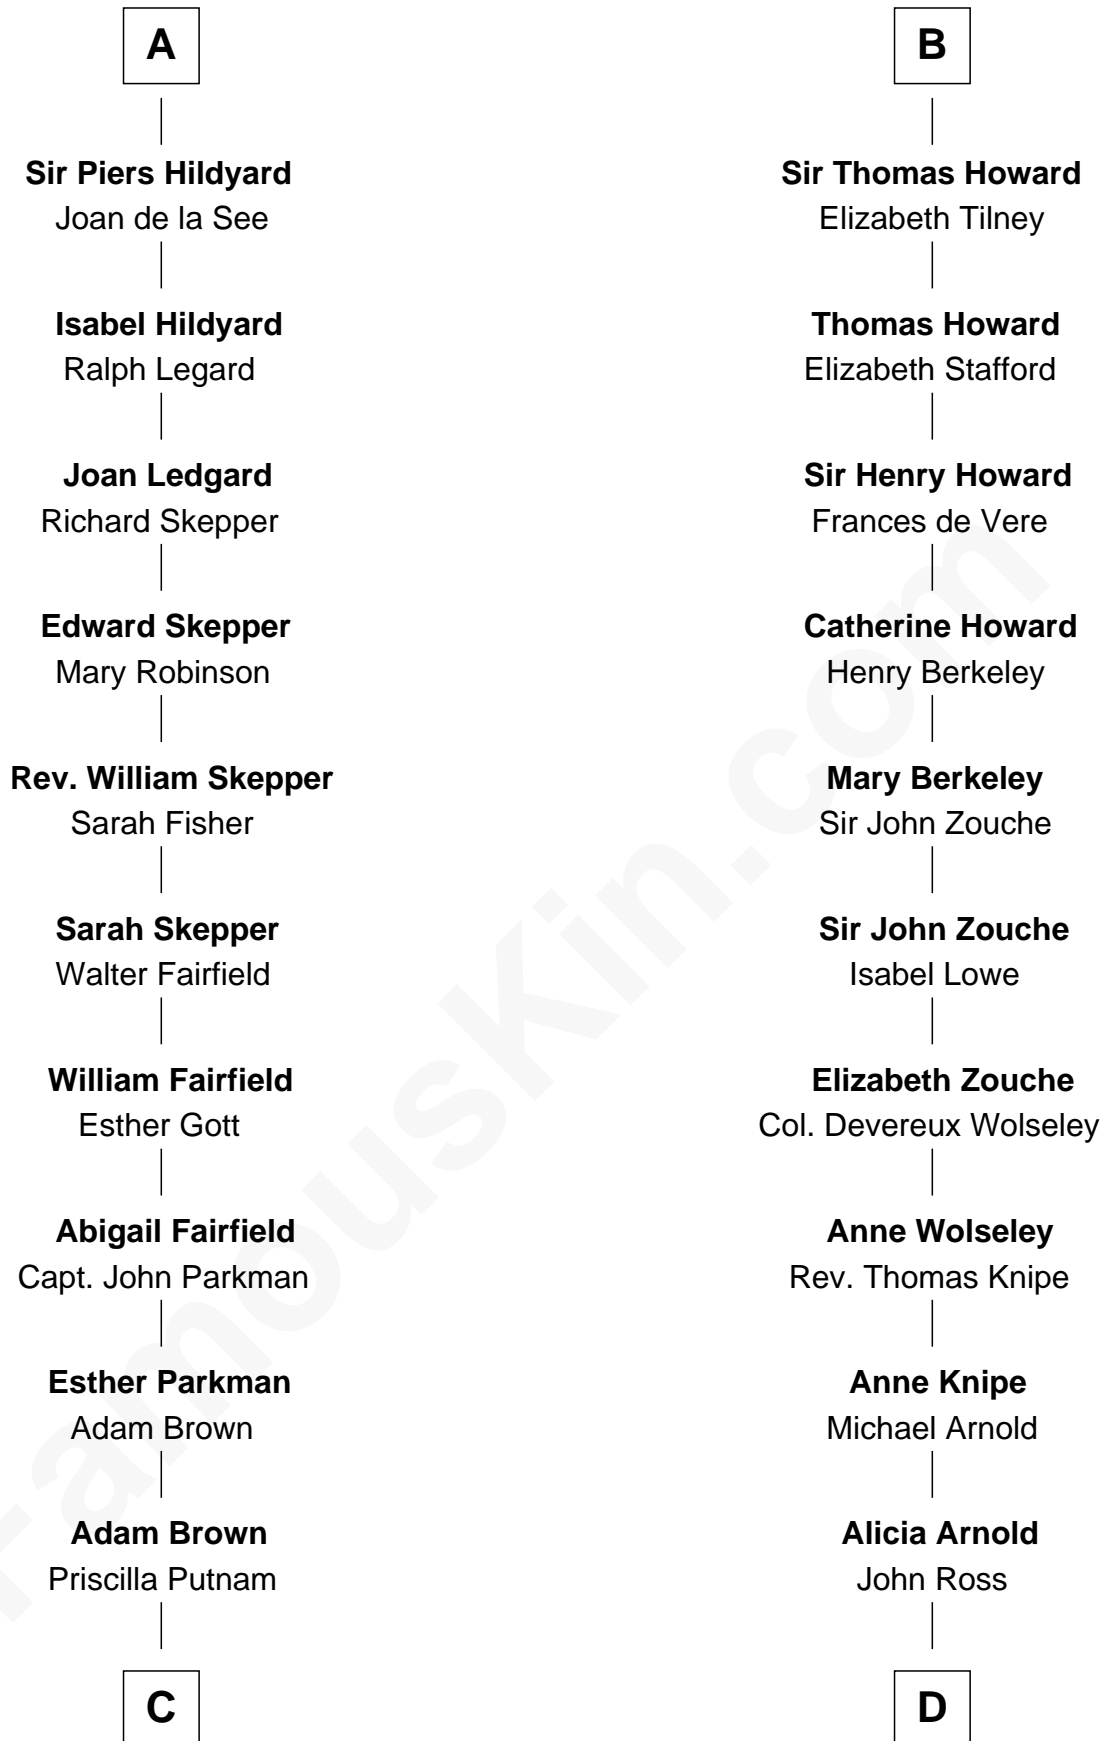 A
Sir Piers Hildyard
Joan de la See
Isabel Hildyard
Ralph Legard
Joan Ledgard
Richard Skepper
Edward Skepper
Mary Robinson
Rev. William Skepper
Sarah Fisher
Sarah Skepper
Walter Fairfield
William Fairfield
Esther Gott
Abigail Fairfield
Capt. John Parkman
Esther Parkman
Adam Brown
Adam Brown
Priscilla Putnam
C
B
Sir Thomas Howard
Elizabeth Tilney
Thomas Howard
Elizabeth Stafford
Sir Henry Howard
Frances de Vere
Catherine Howard
Henry Berkeley
Mary Berkeley
Sir John Zouche
Sir John Zouche
Isabel Lowe
Elizabeth Zouche
Col. Devereux Wolseley
Anne Wolseley
Rev. Thomas Knipe
Anne Knipe
Michael Arnold
Alicia Arnold
John Ross
D
FamousKin.com